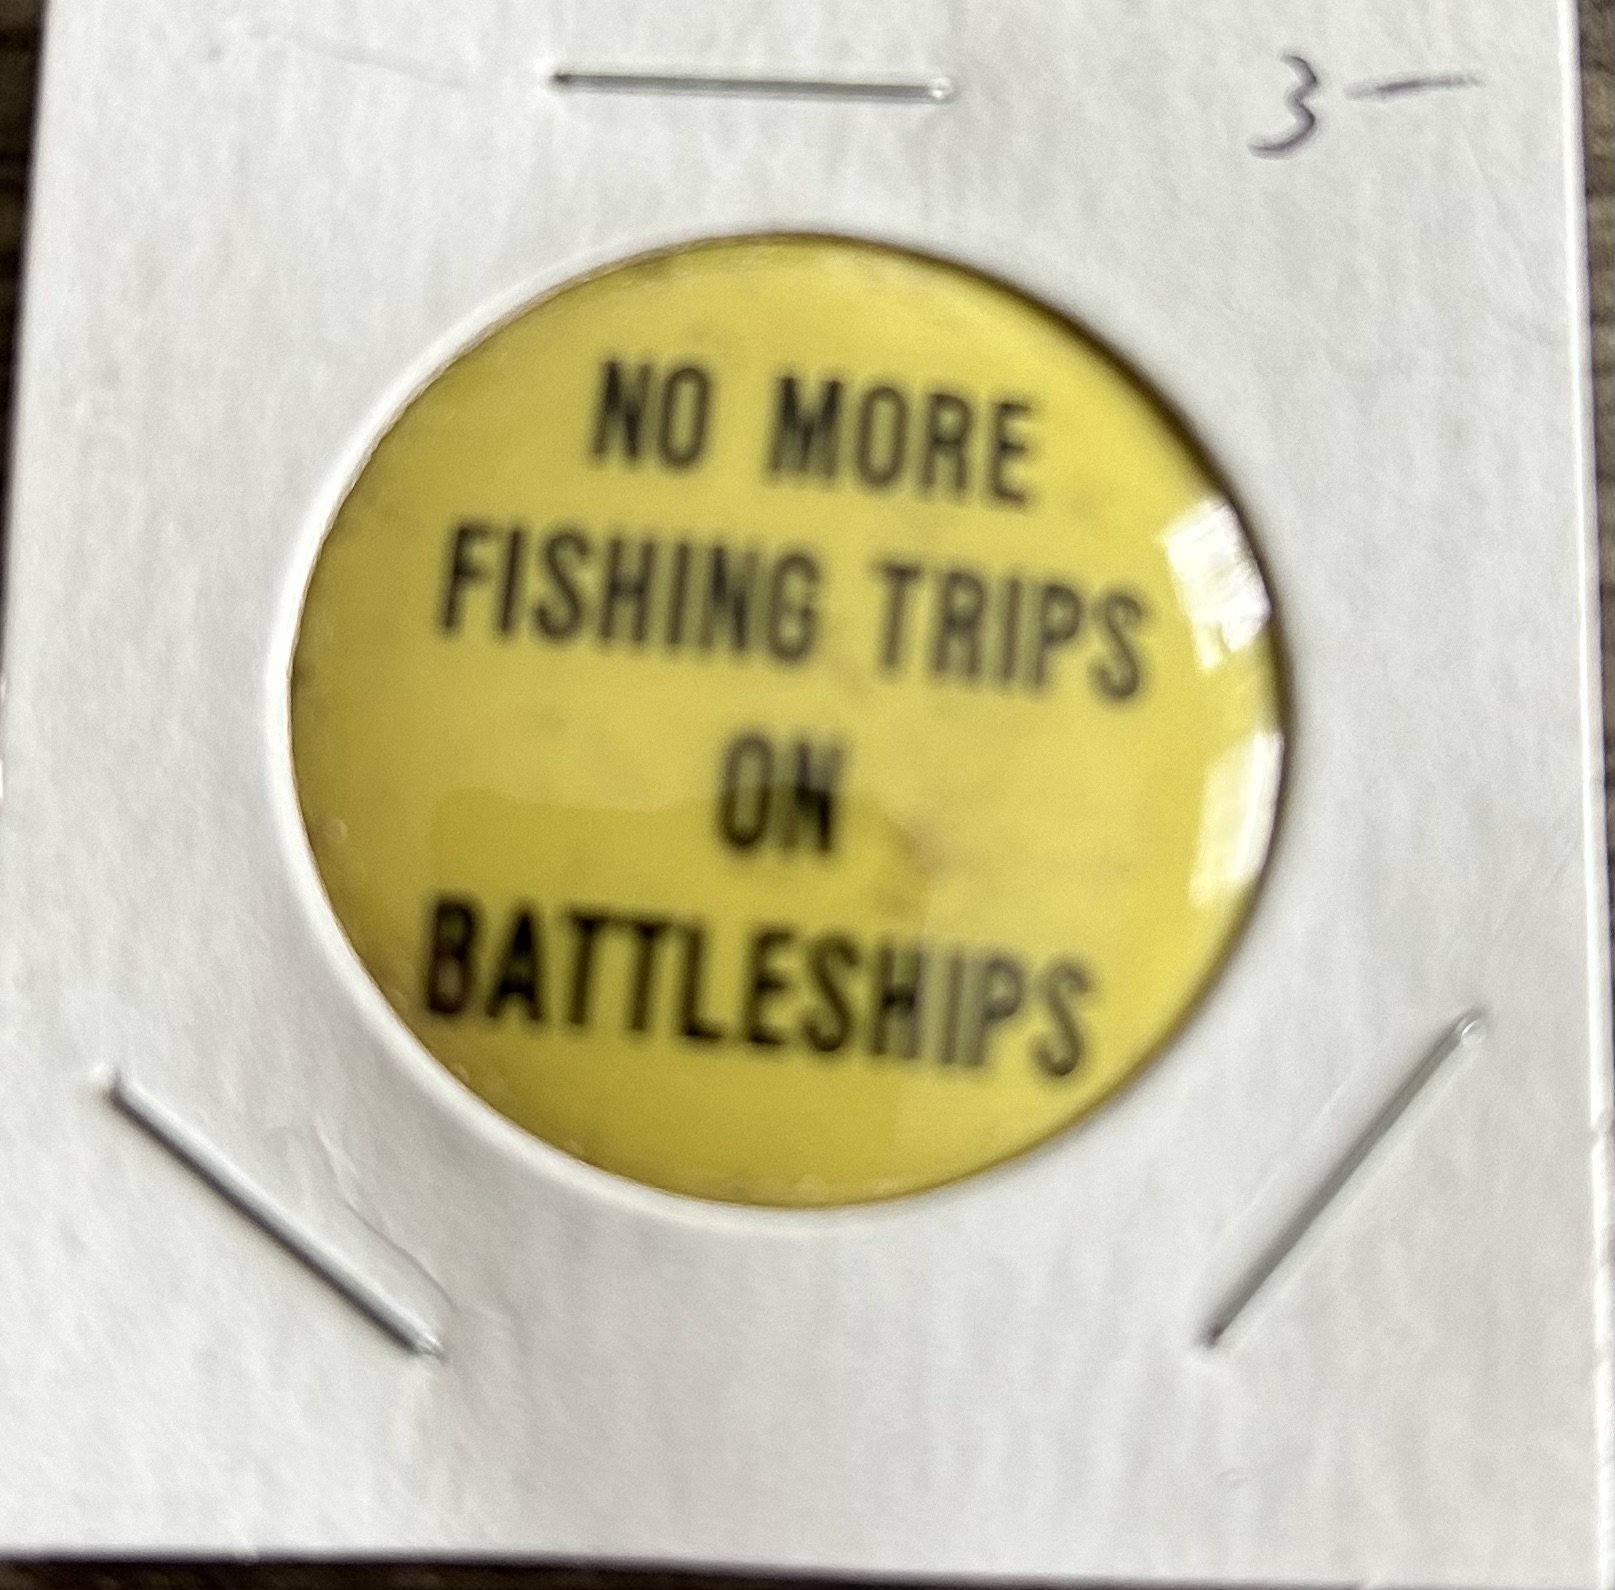 3—
NO MORE
FISHING TRIPS
ON
BATTLESHIPS